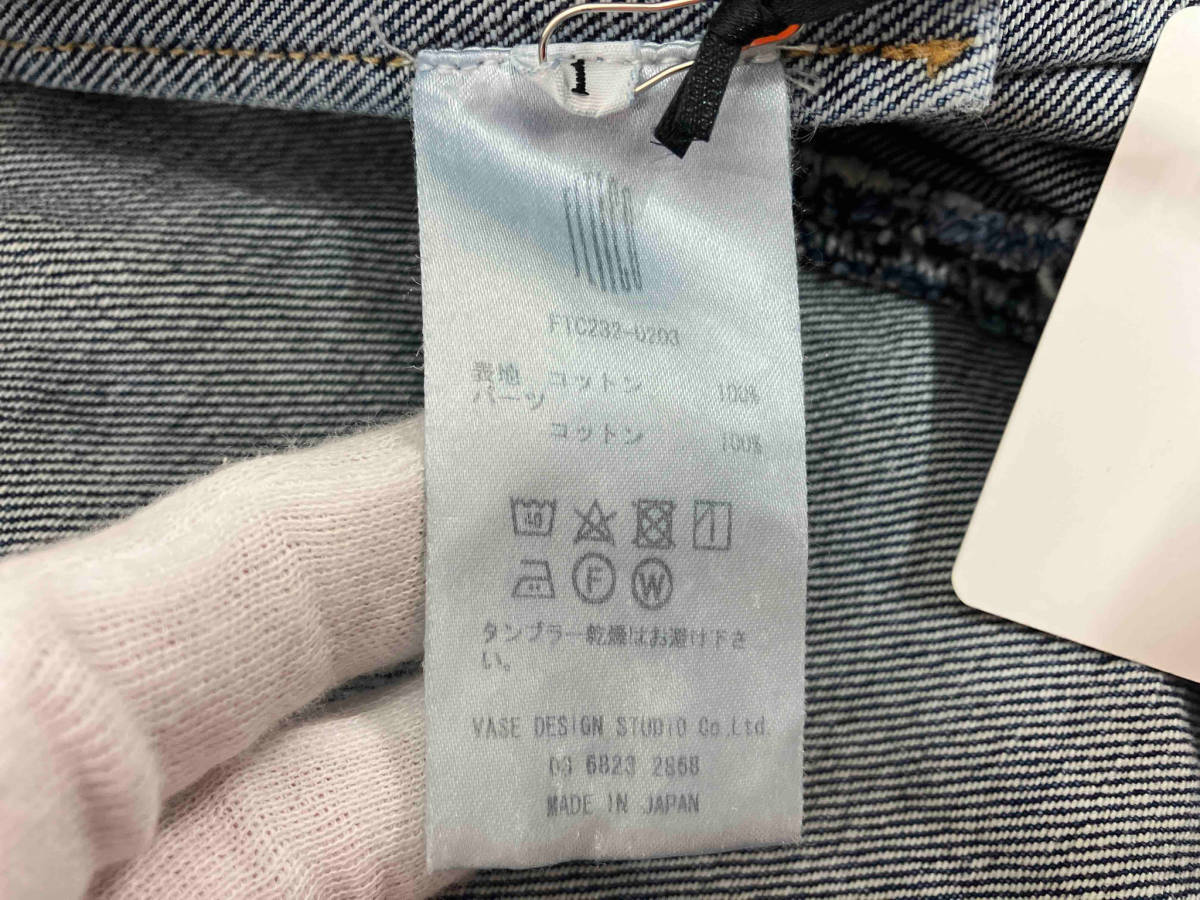 1
FTC232-0203
表地 コットン 100%
パーツ
コットン 100%
40
F W
タンブラー乾燥はお避け下さ
い。
VASE DESIGN STUDIO Co.,Ltd.
03 6823 2868
MADE IN JAPAN